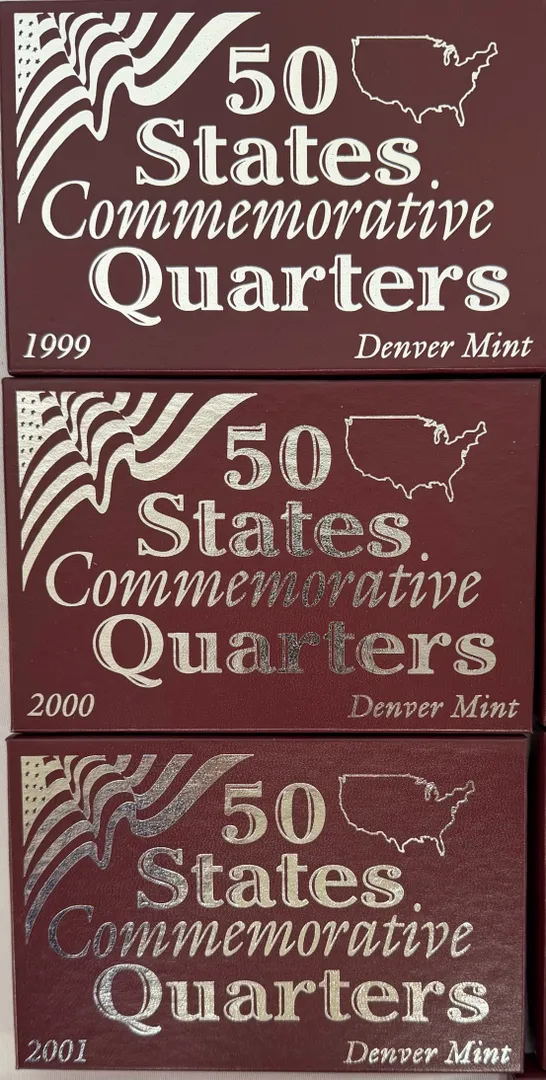 50
States
Commemorative
Quarters
1999 Denver Mint
50
States
Commemorative
Quarters
2000 Denver Mint
50
States
Commemorative
Quarters
2001 Denver Mint